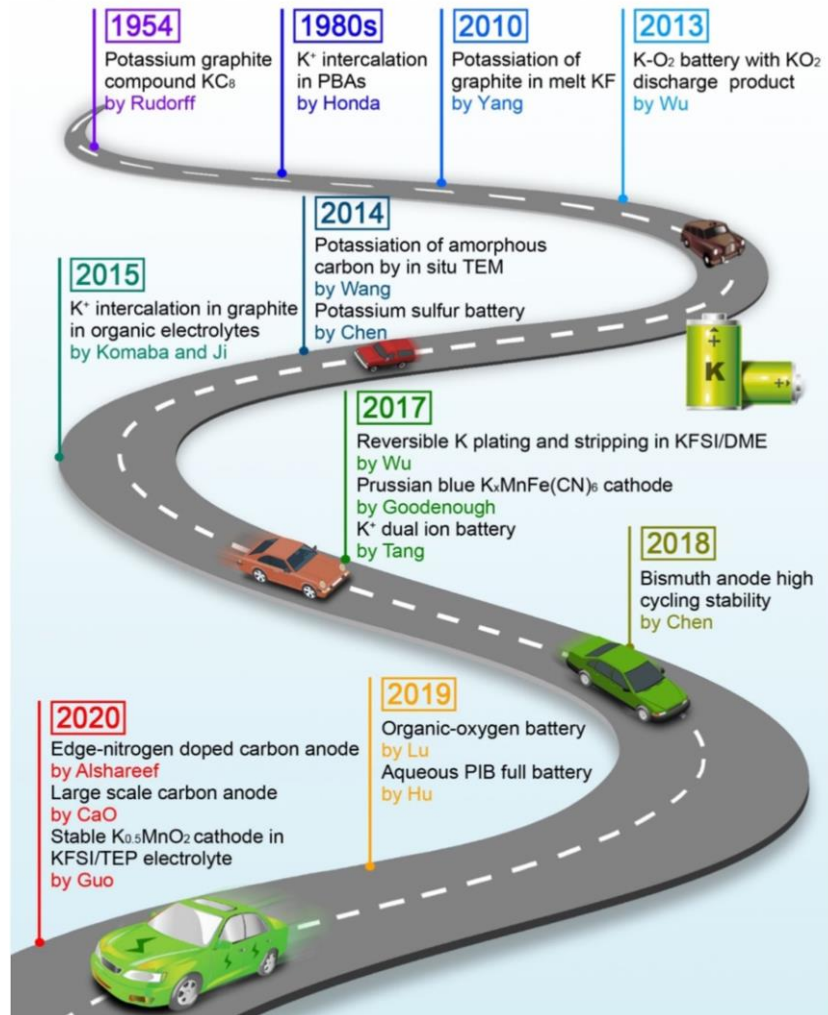 1954
Potassium graphite
compound KC₈
by Rudorff
1980s
K⁺ intercalation
in PBAs
by Honda
2010
Potassiation of
graphite in melt KF
by Yang
2013
K-O₂ battery with KO₂
discharge product
by Wu
2014
Potassiation of amorphous
carbon by in situ TEM
by Wang
Potassium sulfur battery
by Chen
2015
K⁺ intercalation in graphite
in organic electrolytes
by Komaba and Ji
+
K
+
2017
Reversible K plating and stripping in KFSI/DME
by Wu
Prussian blue KₓMnFe(CN)₆ cathode
by Goodenough
K⁺ dual ion battery
by Tang
2018
Bismuth anode high
cycling stability
by Chen
2019
Organic-oxygen battery
by Lu
Aqueous PIB full battery
by Hu
2020
Edge-nitrogen doped carbon anode
by Alshareef
Large scale carbon anode
by CaO
Stable K₀.₅MnO₂ cathode in
KFSI/TEP electrolyte
by Guo